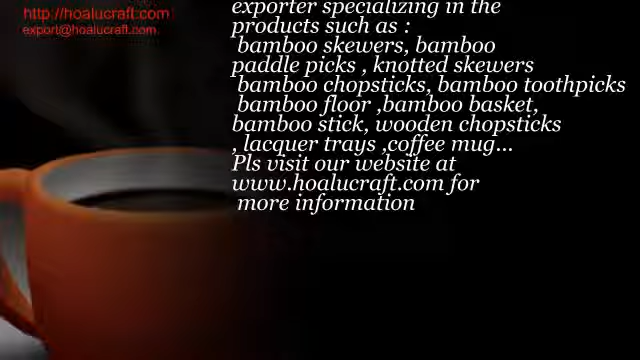 http://hoalucraft.com
export@hoalucraft.com
exporter specializing in the
products such as :
bamboo skewers, bamboo
paddle picks , knotted skewers
bamboo chopsticks, bamboo toothpicks
bamboo floor ,bamboo basket,
bamboo stick, wooden chopsticks
, lacquer trays ,coffee mug...
Pls visit our website at
www.hoalucraft.com for
more information